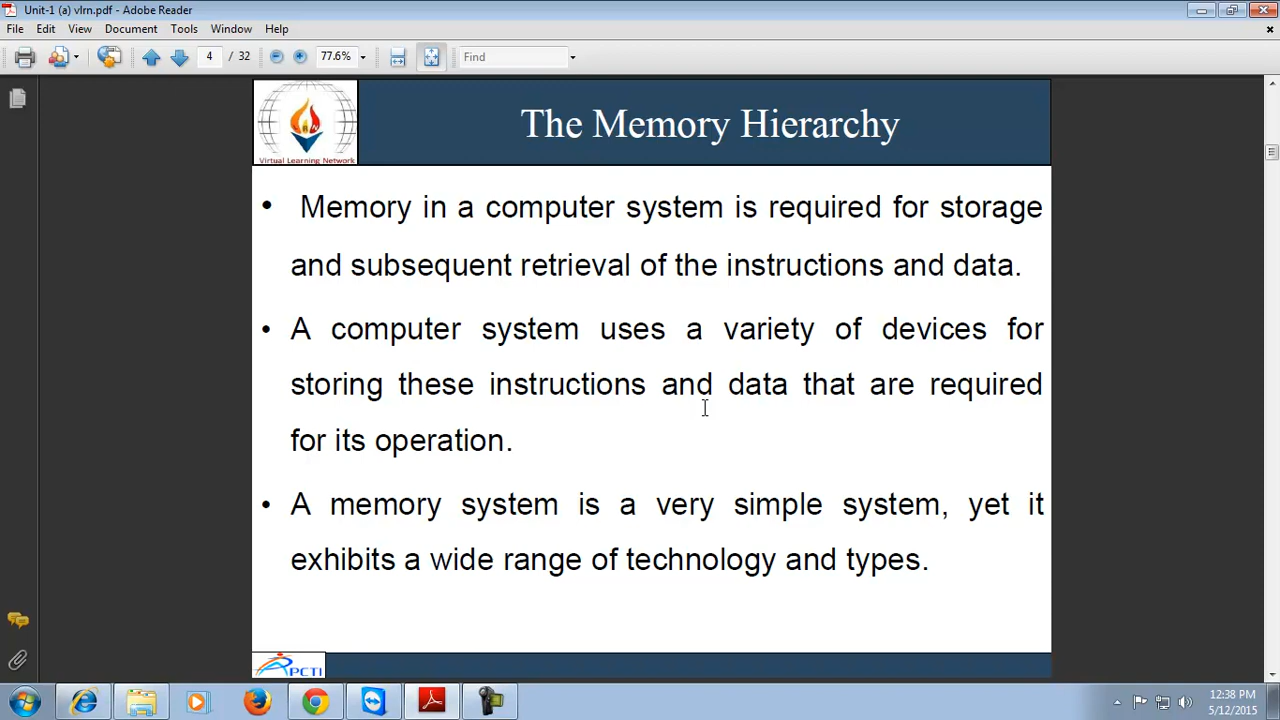 Unit-1 (a) vlrn.pdf - Adobe Reader
File Edit View Document Tools Window Help
4 / 32 77.6% Find
The Memory Hierarchy
Virtual Learning Network
• Memory in a computer system is required for storage
and subsequent retrieval of the instructions and data.
• A computer system uses a variety of devices for
storing these instructions and data that are required
for its operation.
• A memory system is a very simple system, yet it
exhibits a wide range of technology and types.
PCTI
12:38 PM
5/12/2015